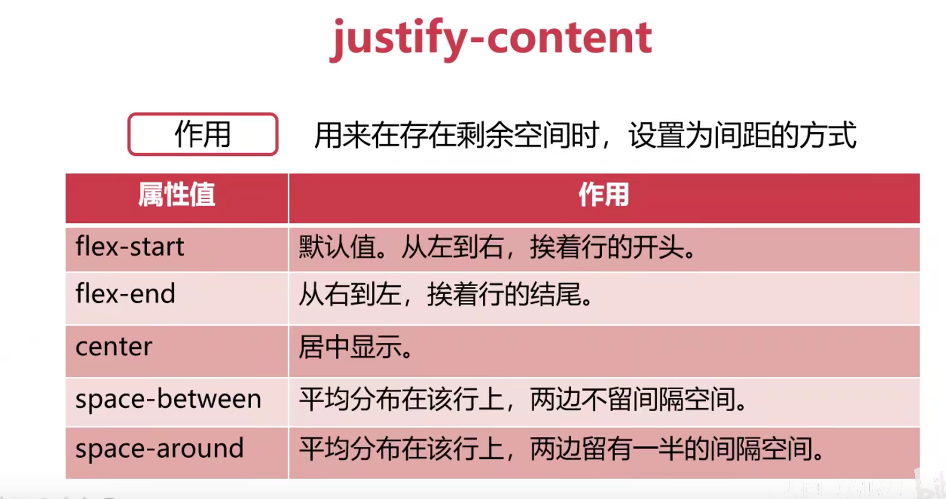 justify-content
作用
用来在存在剩余空间时，设置为间距的方式
属性值 作用
flex-start 默认值。从左到右，挨着行的开头。
flex-end 从右到左，挨着行的结尾。
center 居中显示。
space-between 平均分布在该行上，两边不留间隔空间。
space-around 平均分布在该行上，两边留有一半的间隔空间。